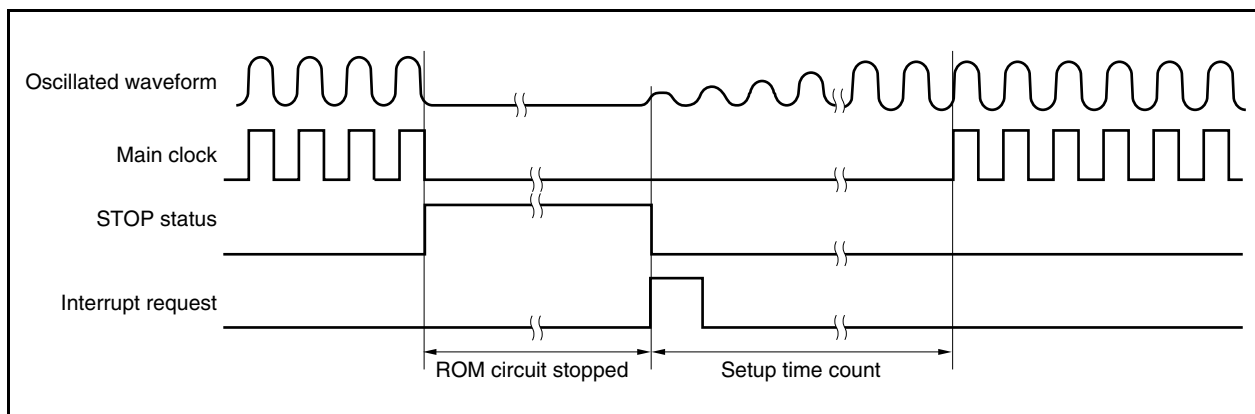 Oscillated waveform
Main clock
STOP status
Interrupt request
ROM circuit stopped
Setup time count